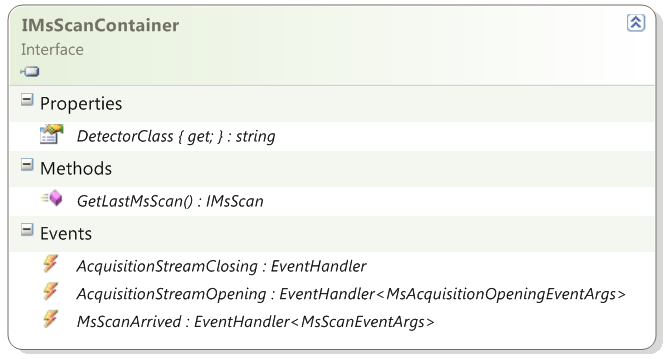 IMsScanContainer
Interface
Properties
DetectorClass { get; } : string
Methods
GetLastMsScan() : IMsScan
Events
AcquisitionStreamClosing : EventHandler
AcquisitionStreamOpening : EventHandler<MsAcquisitionOpeningEventArgs>
MsScanArrived : EventHandler<MsScanEventArgs>